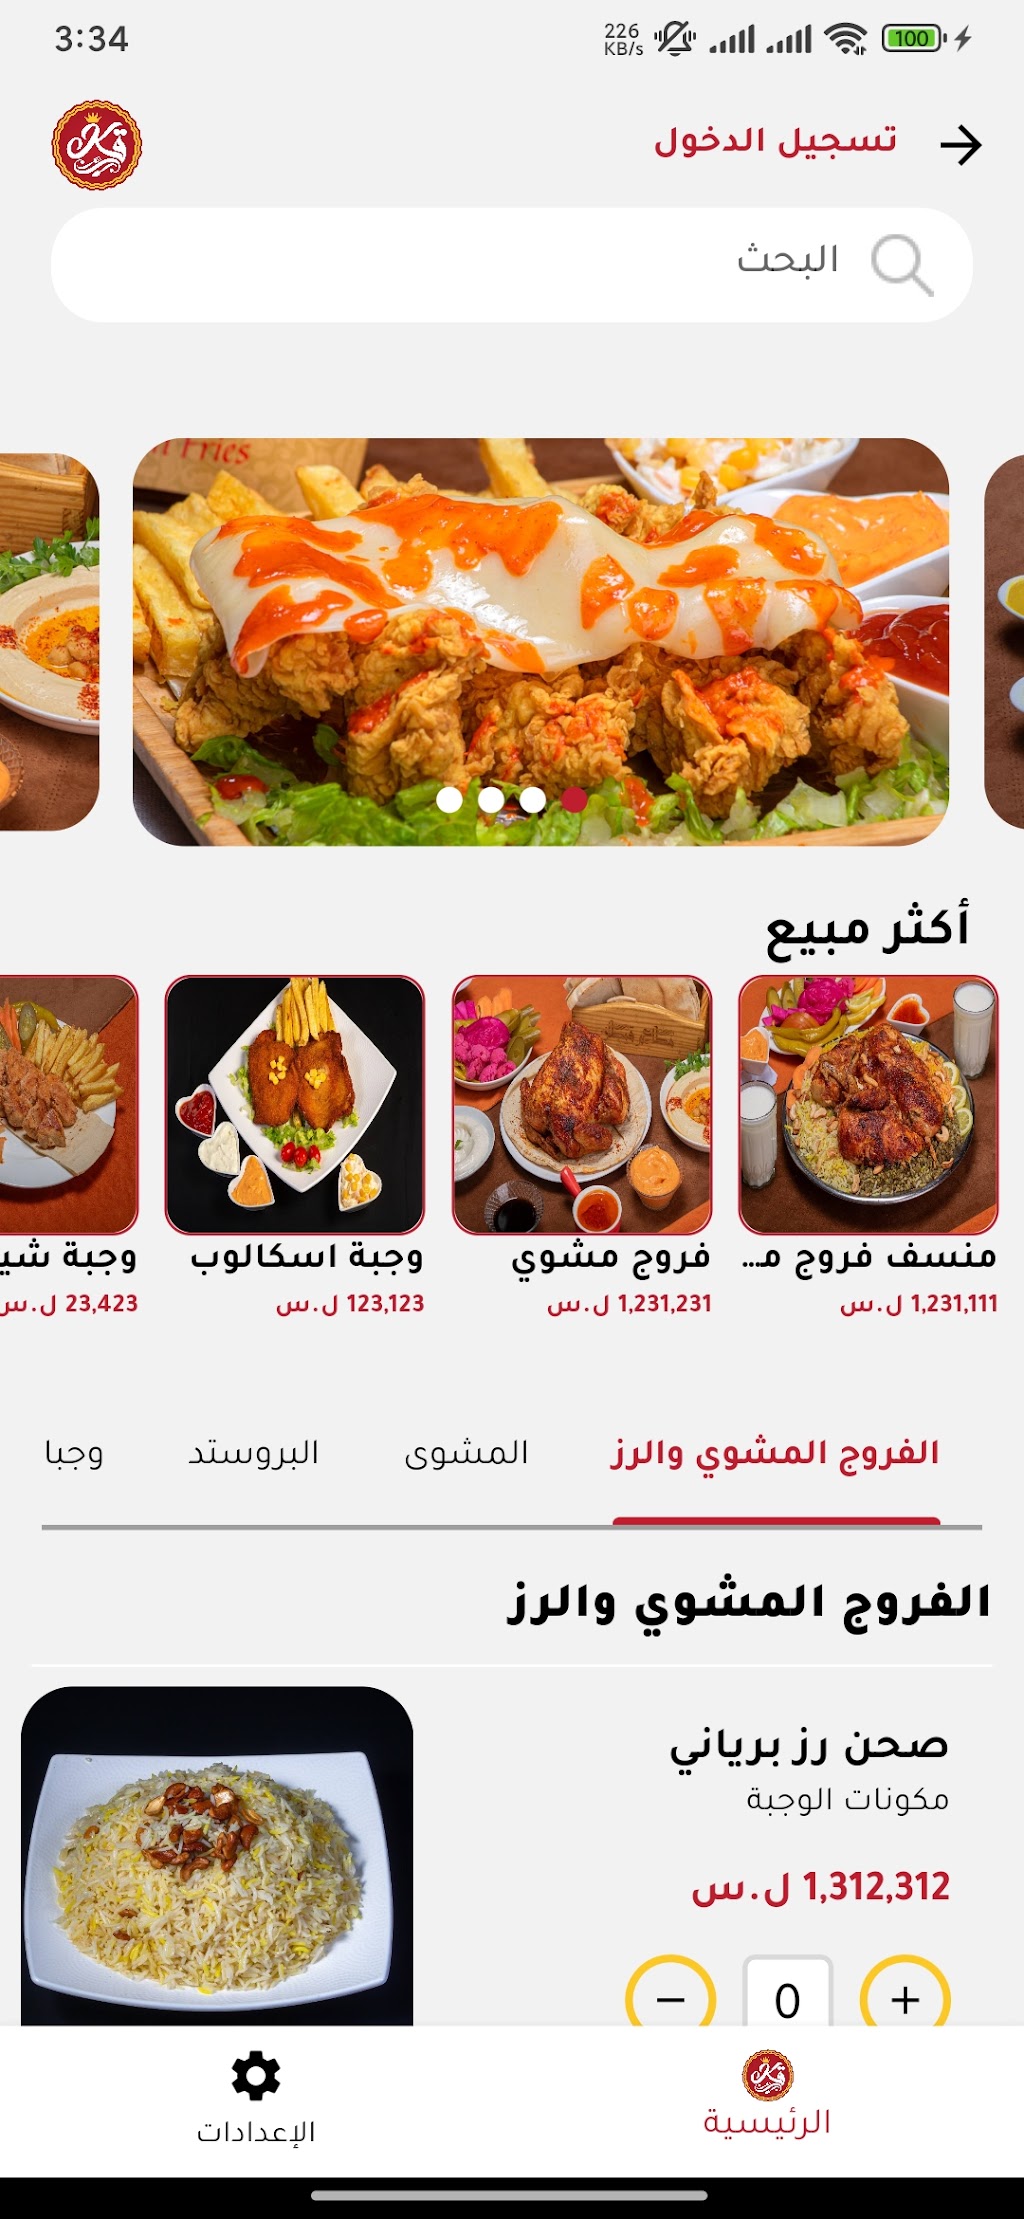 3:34
226
KB/s
100
تسجيل الدخول
البحث
Fries
أكثر مبيع
منسف فروج م...
1,231,111 ل.س
فروج مشوي
1,231,231 ل.س
وجبة اسكالوب
123,123 ل.س
وجبة شي
23,423 ل.س
الفروج المشوي والرز
المشوى
البروستد
وجبا
الفروج المشوي والرز
صحن رز برياني
مكونات الوجبة
1,312,312 ل.س
+
0
−
الرئيسية
الإعدادات